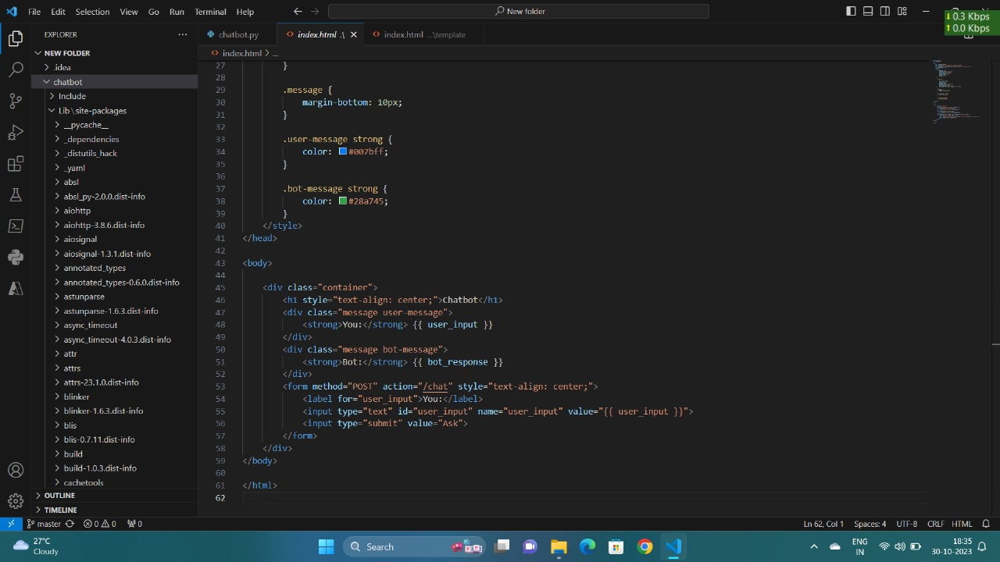 File Edit Selection View Go Run Terminal Help
New folder
0.3 Kbps
0.0 Kbps
EXPLORER
NEW FOLDER
.idea
chatbot
Include
Lib\site-packages
__pycache__
_dependencies
_distutils_hack
_yaml
absl
absl_py-2.0.0.dist-info
aiohttp
aiohttp-3.8.6.dist-info
aiosignal
aiosignal-1.3.1.dist-info
annotated_types
annotated_types-0.6.0.dist-info
astunparse
astunparse-1.6.3.dist-info
async_timeout
async_timeout-4.0.3.dist-info
attr
attrs
attrs-23.1.0.dist-info
blinker
blinker-1.6.3.dist-info
blis
blis-0.7.11.dist-info
build
build-1.0.3.dist-info
cachetools
OUTLINE
TIMELINE
chatbot.py index.html .\ index.html ...\template
index.html > ...
27 }
28
29 .message {
30 margin-bottom: 10px;
31 }
32
33 .user-message strong {
34 color: #007bff;
35 }
36
37 .bot-message strong {
38 color: #28a745;
39 }
40 </style>
41 </head>
42
43 <body>
44
45 <div class="container">
46 <h1 style="text-align: center;">Chatbot</h1>
47 <div class="message user-message">
48 <strong>You:</strong> {{ user_input }}
49 </div>
50 <div class="message bot-message">
51 <strong>Bot:</strong> {{ bot_response }}
52 </div>
53 <form method="POST" action="/chat" style="text-align: center;">
54 <label for="user_input">You:</label>
55 <input type="text" id="user_input" name="user_input" value="{{ user_input }}">
56 <input type="submit" value="Ask">
57 </form>
58 </div>
59 </body>
60
61 </html>
62
master 0 0 0 Ln 62, Col 1 Spaces: 4 UTF-8 CRLF HTML
27°C
Cloudy
Search
ENG
IN
18:35
30-10-2023